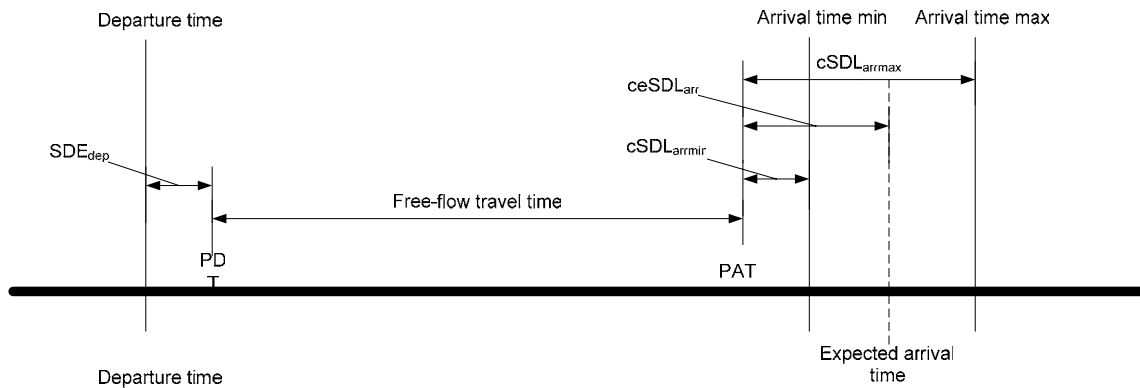 Departure time
Arrival time min
Arrival time max
cSDLarrmax
ceSDLarr
cSDLarrmin
SDEdep
Free-flow travel time
PD
T
PAT
Expected arrival
time
Departure time